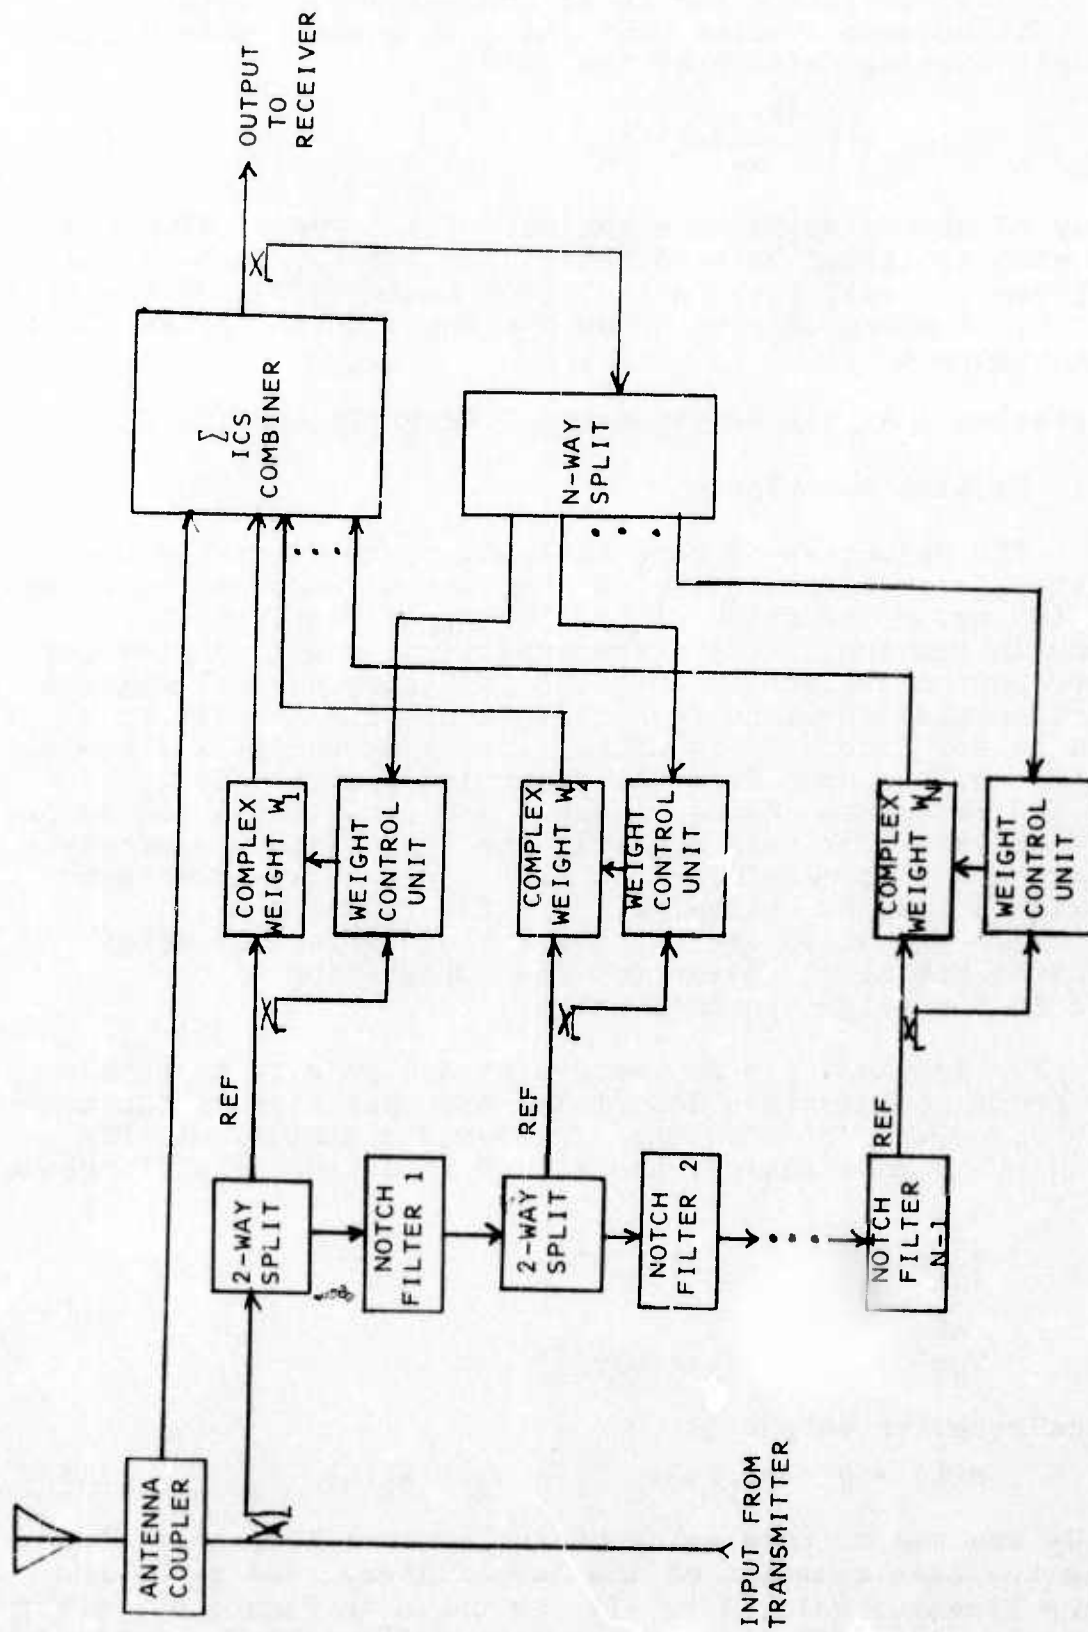 ANTENNA
COUPLER
INPUT FROM
TRANSMITTER
2-WAY
SPLIT
NOTCH
FILTER 1
2-WAY
SPLIT
NOTCH
FILTER 2
NOTCH
FILTER
N-1
REF
REF
REF
COMPLEX
WEIGHT W1
WEIGHT
CONTROL
UNIT
COMPLEX
WEIGHT W2
WEIGHT
CONTROL
UNIT
COMPLEX
WEIGHT WN
WEIGHT
CONTROL
UNIT
Σ
ICS
COMBINER
N-WAY
SPLIT
OUTPUT
TO
RECEIVER